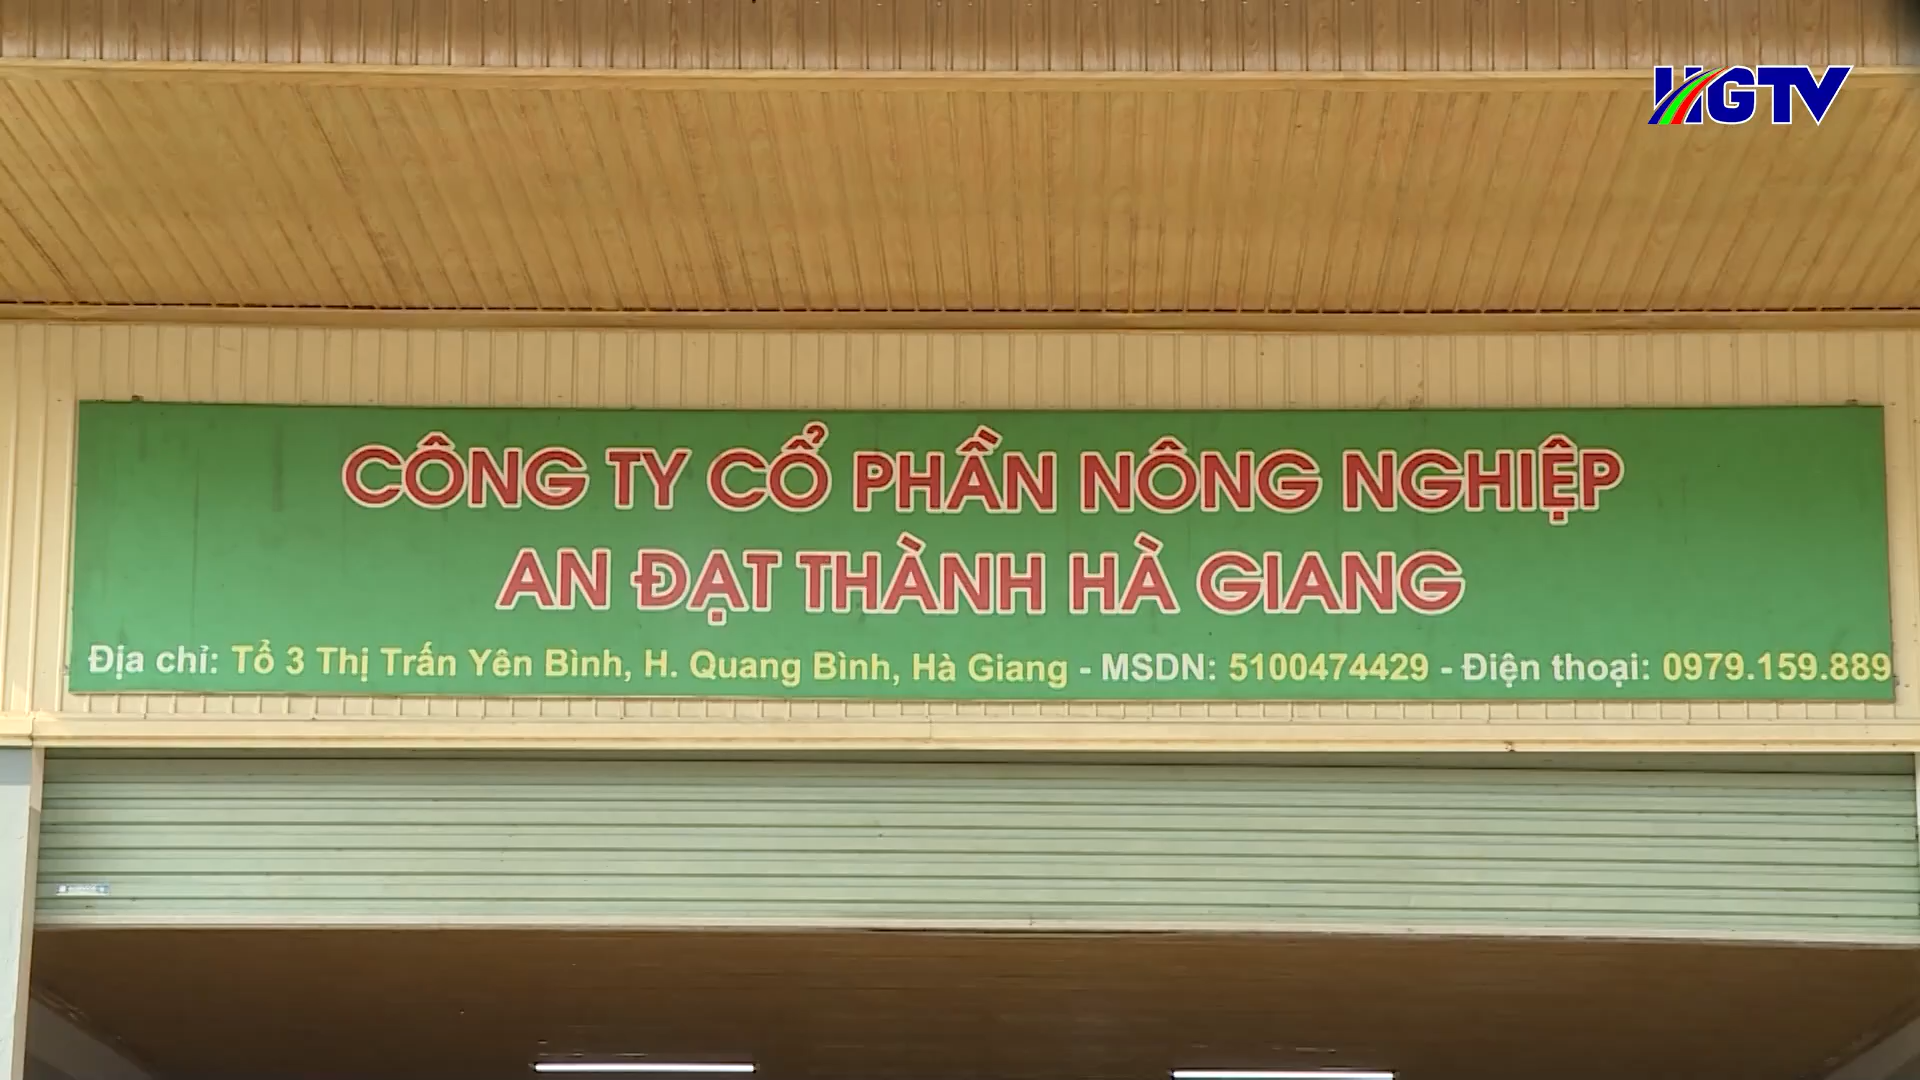 HGTV
CÔNG TY CỔ PHẦN NÔNG NGHIỆP
AN ĐẠT THÀNH HÀ GIANG
Địa chỉ: Tổ 3 Thị Trấn Yên Bình, H. Quang Bình, Hà Giang - MSDN: 5100474429 - Điện thoại: 0979.159.889